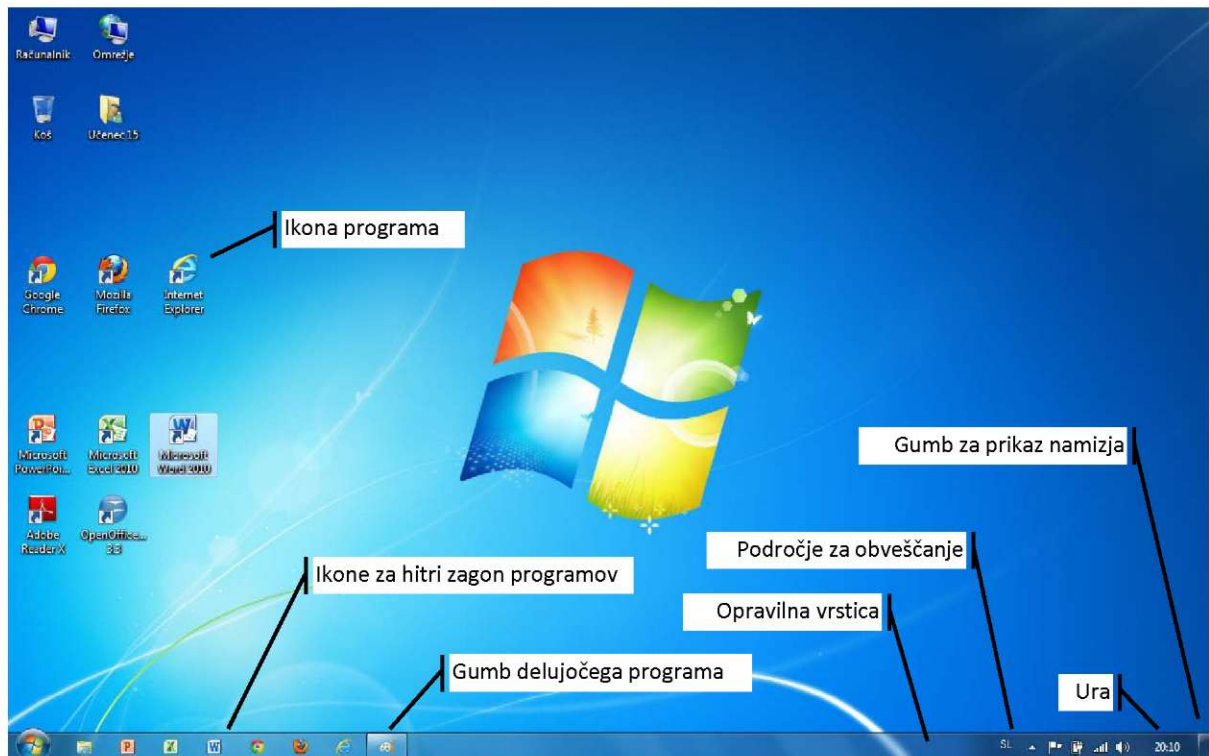 Računalnik
Omrežje
Koš
Učenec15
Ikona programa
Google
Chrome
Mozilla
Firefox
Internet
Explorer
Gumb za prikaz namizja
Microsoft
PowerPoi...
Microsoft
Excel 2010
Microsoft
Word 2010
Adobe
Reader X
OpenOffice...
3.3
Področje za obveščanje
Ikone za hitri zagon programov
Opravilna vrstica
Gumb delujočega programa
Ura
SL
20:10